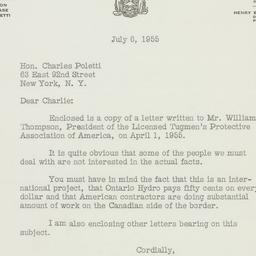 ON
ASE
LETTI
HENRY E
July 6, 1955
Hon. Charles Poletti
63 East 92nd Street
New York, N. Y.
Dear Charlie:
Enclosed is a copy of a letter written to Mr. William
Thompson, President of the Licensed Tugmen's Protective
Association of America, on April 1, 1955.
It is quite obvious that some of the people we must
deal with are not interested in the actual facts.
You must have in mind the fact that this is an inter-
national project, that Ontario Hydro pays fifty cents on every
dollar and that American contractors are doing substantial
amount of work on the Canadian side of the border.
I am also enclosing other letters bearing on this
subject.
Cordially,